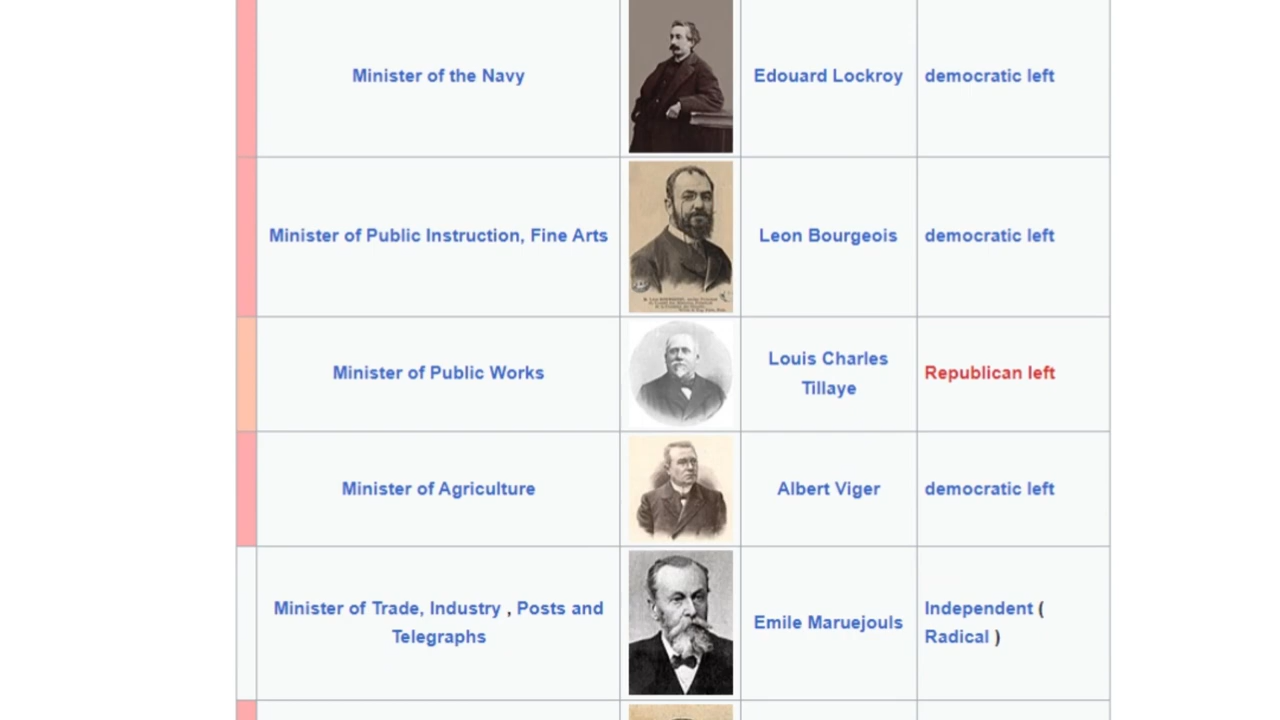 Minister of the Navy
Edouard Lockroy
democratic left
Minister of Public Instruction, Fine Arts
Leon Bourgeois
democratic left
Minister of Public Works
Louis Charles
Tillaye
Republican left
Minister of Agriculture
Albert Viger
democratic left
Minister of Trade, Industry , Posts and
Telegraphs
Emile Maruejouls
Independent (
Radical )